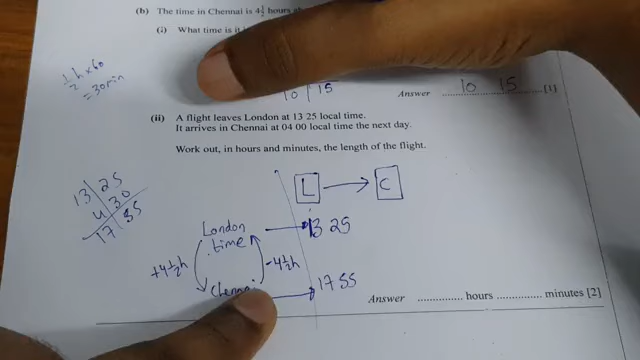 (b) The time in Chennai is 4½ hours
(i) What time is it
½ h × 60
= 30 min
10 | 15
Answer 10 15 [1]
(ii) A flight leaves London at 13 25 local time.
It arrives in Chennai at 04 00 local time the next day.
Work out, in hours and minutes, the length of the flight.
13 | 25
4 | 30
17 | 55
L → C
London time → 13 25
+4½h
-4½h
Chennai → 17 55
Answer .............. hours .............. minutes [2]